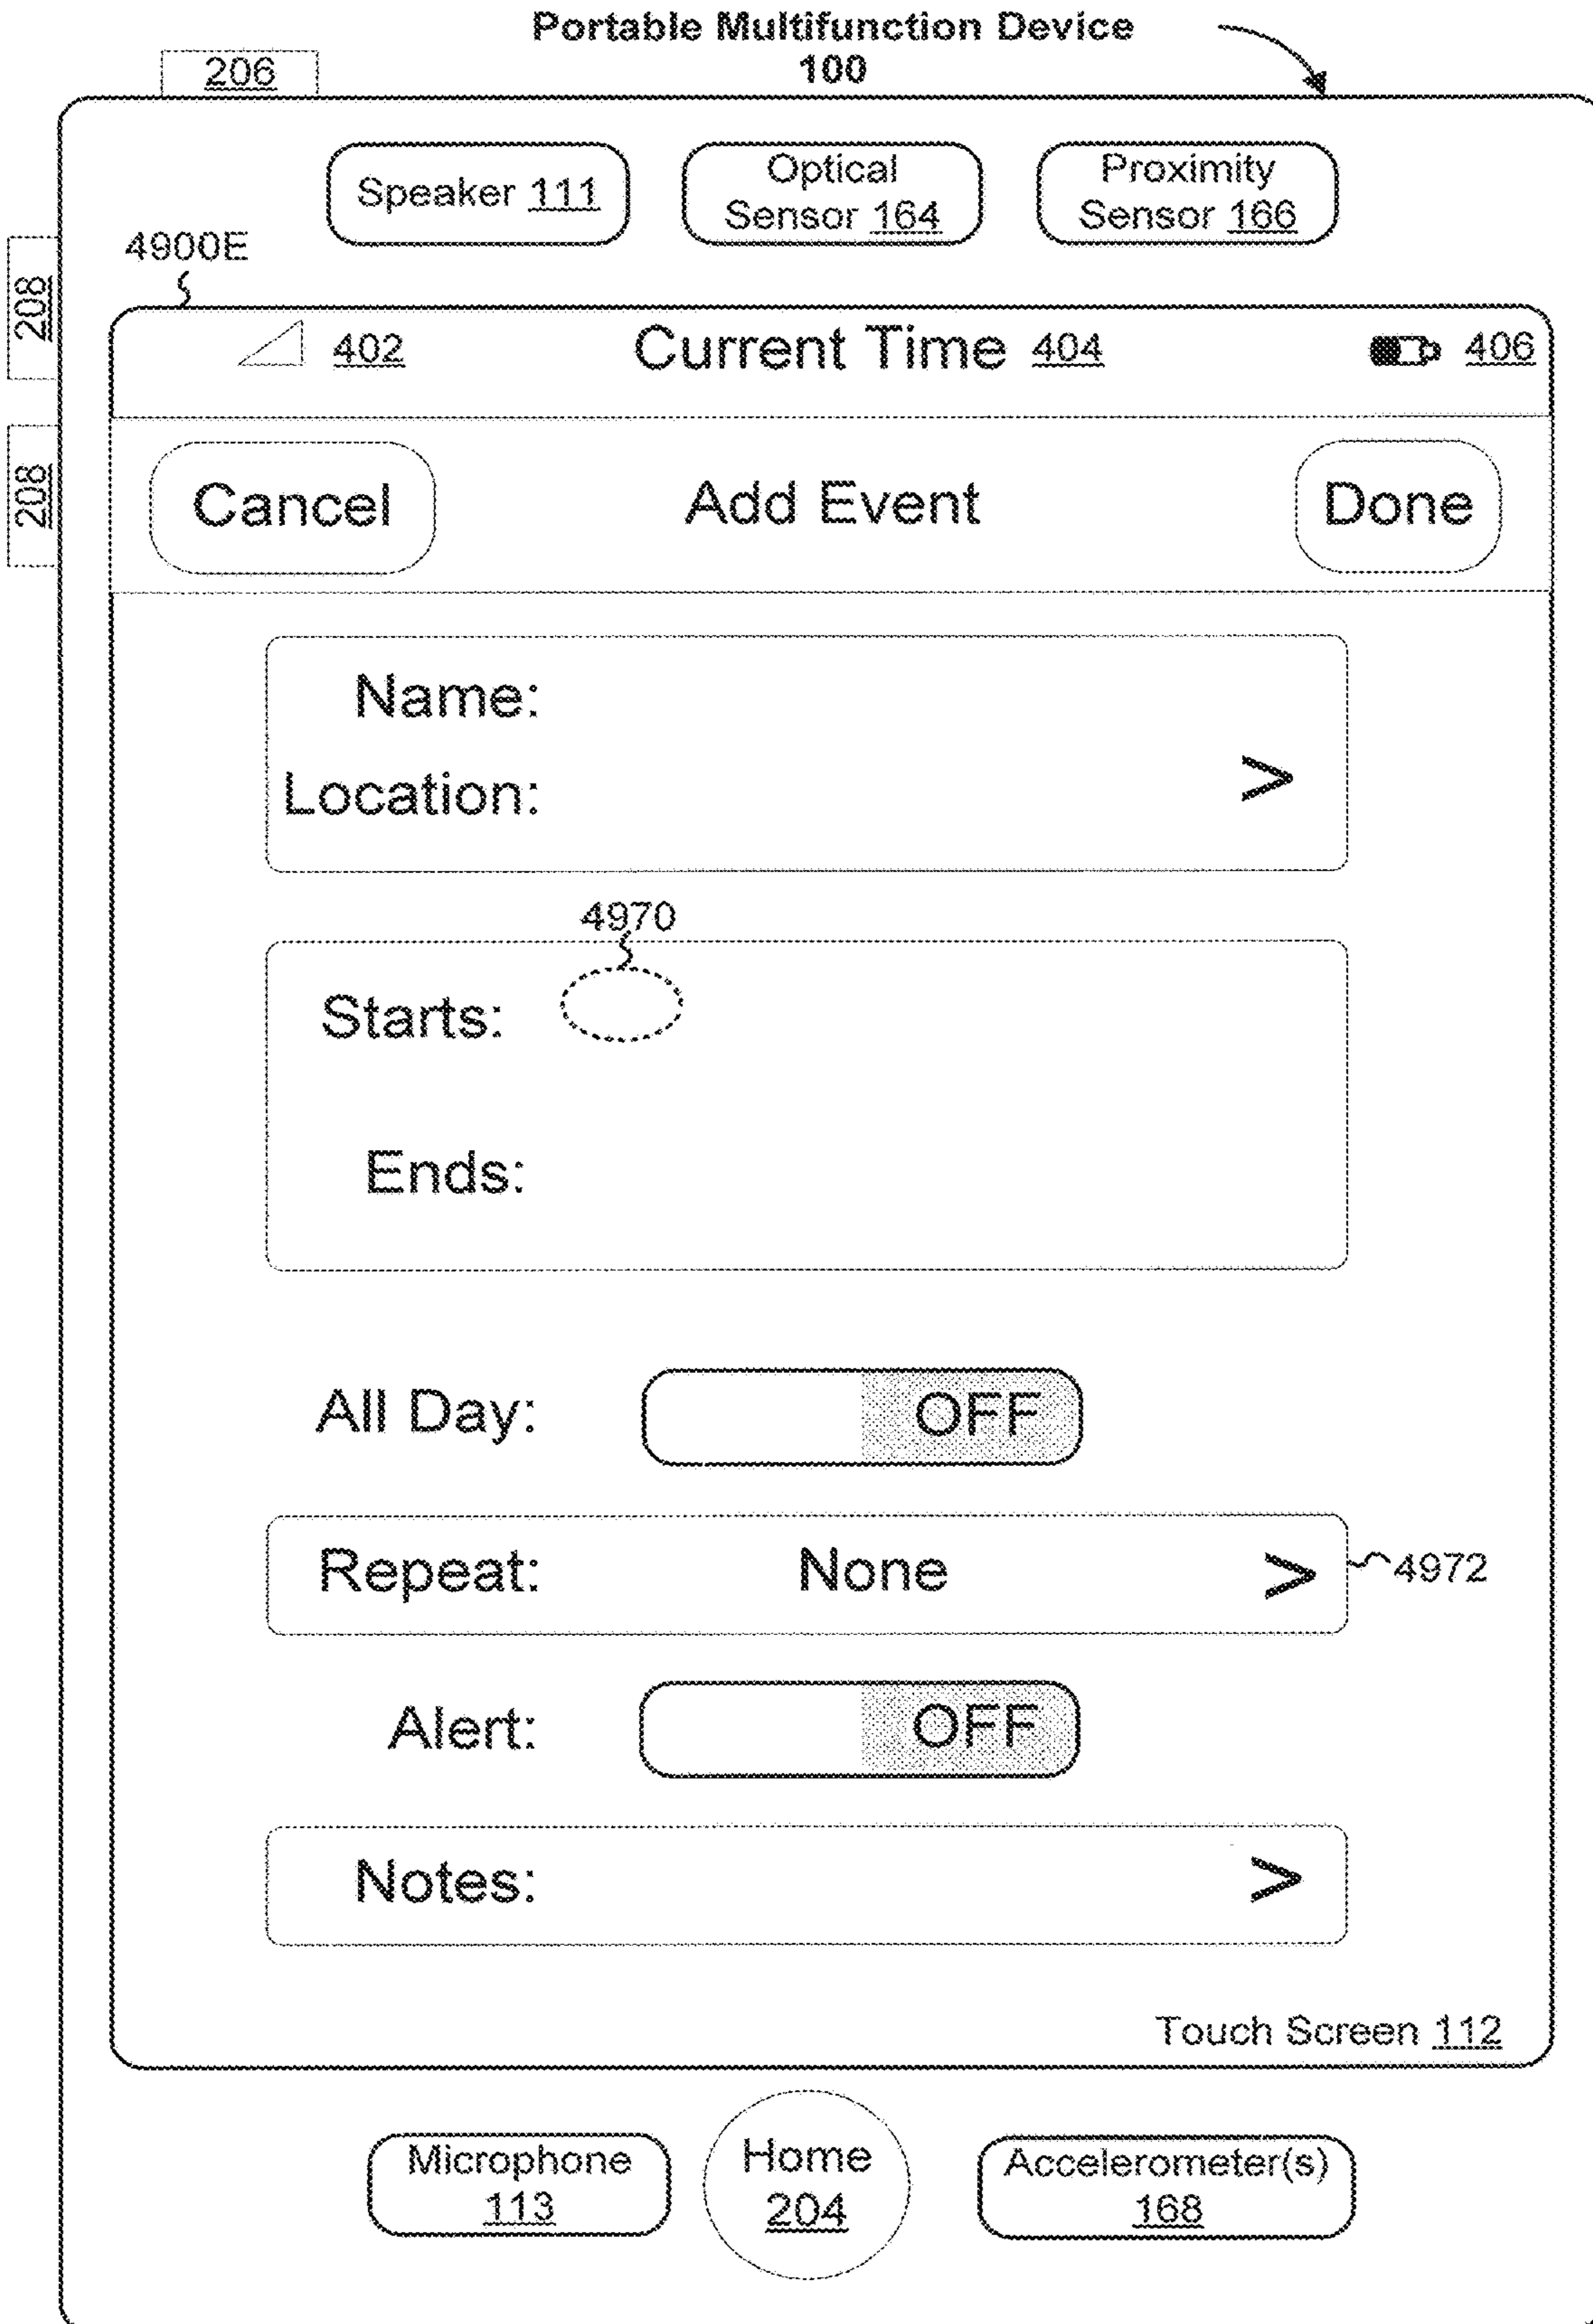 Portable Multifunction Device
100
206
Speaker 111
Optical
Sensor 164
Proximity
Sensor 166
4900E
208
402
Current Time 404
406
208
Cancel
Add Event
Done
Name:
Location:
>
4970
Starts:
Ends:
All Day:
OFF
Repeat:
None
>
4972
Alert:
OFF
Notes:
>
Touch Screen 112
Microphone
113
Home
204
Accelerometer(s)
168